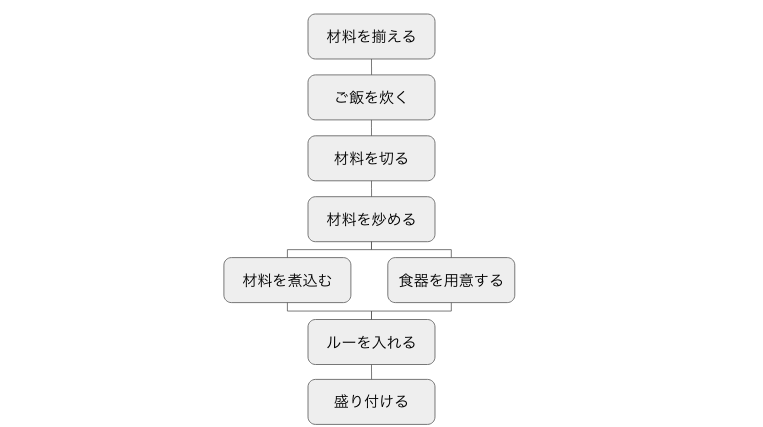 材料を揃える
ご飯を炊く
材料を切る
材料を炒める
材料を煮込む
食器を用意する
ルーを入れる
盛り付ける